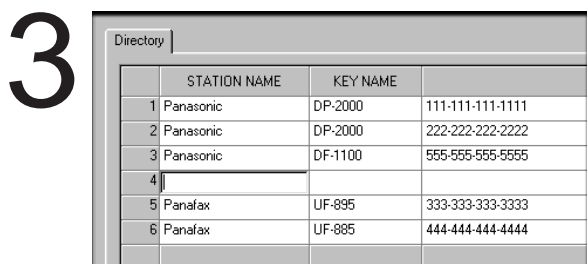 3
Directory
STATION NAME KEY NAME
1 Panasonic DP-2000 111-111-111-1111
2 Panasonic DP-2000 222-222-222-2222
3 Panasonic DF-1100 555-555-555-5555
4
5 Panafax UF-895 333-333-333-3333
6 Panafax UF-885 444-444-444-4444